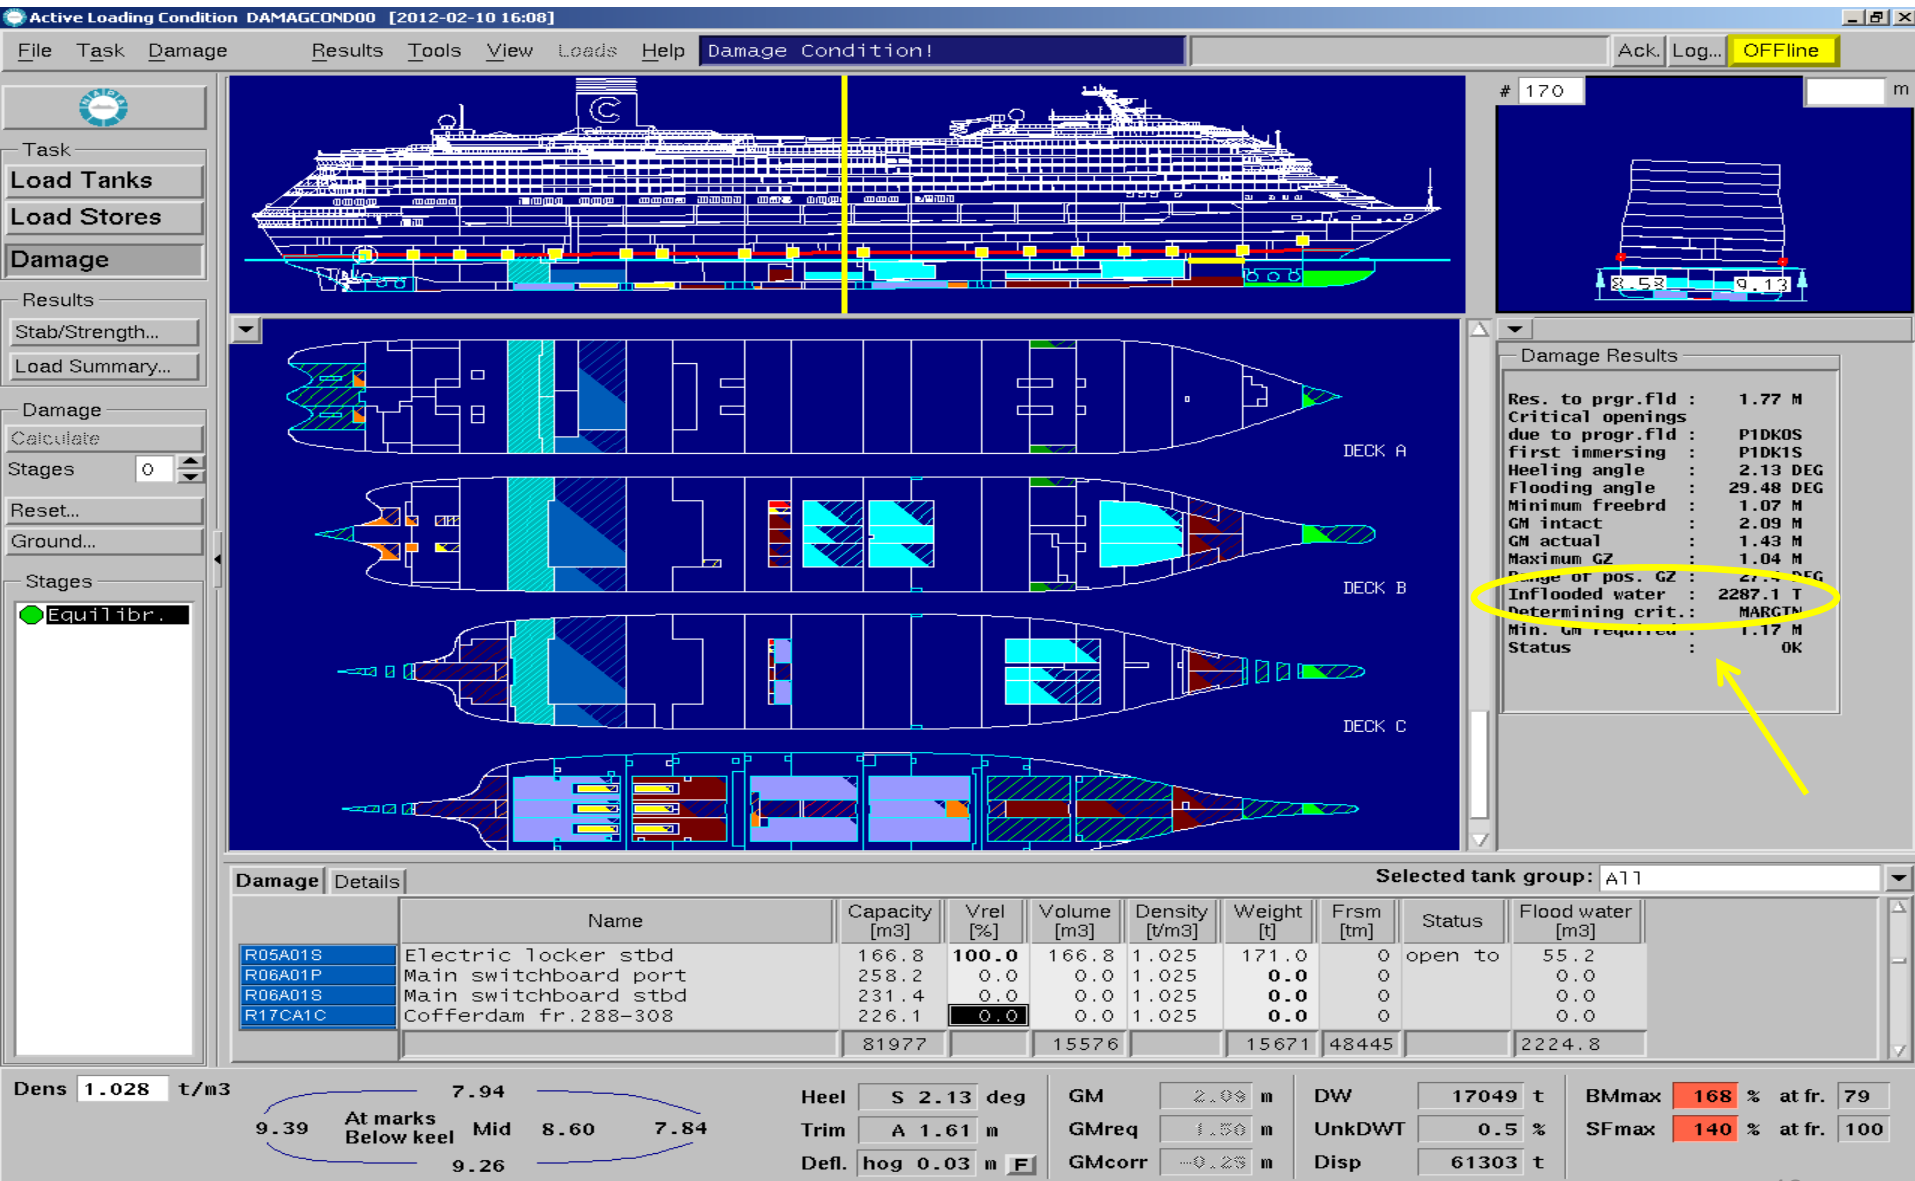 Active Loading Condition DAMAGCOND00 [2012-02-10 16:08]
File Task Damage Results Tools View Loads Help Damage Condition! Ack. Log... OFFline
NAPA
C
# 170 m
Task
Load Tanks
Load Stores
Damage
8.58 9.13
Results
Stab/Strength...
Load Summary...
Damage
Calculate
Stages 0
Reset...
Ground...
Stages
Equilibr.
DECK A
DECK B
DECK C
Damage Results
Res. to prgr.fld : 1.77 M
Critical openings
due to progr.fld : P1DK0S
first immersing : P1DK1S
Heeling angle : 2.13 DEG
Flooding angle : 29.48 DEG
Minimum freebrd : 1.07 M
GM intact : 2.09 M
GM actual : 1.43 M
Maximum GZ : 1.04 M
Range of pos. GZ : 27.4 DEG
Inflooded water : 2287.1 T
Determining crit.: MARGIN
Min. GM required : 1.17 M
Status : OK
Damage Details Selected tank group: All
Name Capacity [m3] Vrel [%] Volume [m3] Density [t/m3] Weight [t] Frsm [tm] Status Flood water [m3]
R05A01S Electric locker stbd 166.8 100.0 166.8 1.025 171.0 0 open to 55.2
R06A01P Main switchboard port 258.2 0.0 0.0 1.025 0.0 0 0.0
R06A01S Main switchboard stbd 231.4 0.0 0.0 1.025 0.0 0 0.0
R17CA1C Cofferdam fr.288-308 226.1 0.0 0.0 1.025 0.0 0 0.0
81977 15576 15671 48445 2224.8
Dens 1.028 t/m3
7.94
9.39 At marks Below keel Mid 8.60 7.84
9.26
Heel S 2.13 deg GM 2.09 m DW 17049 t BMmax 168 % at fr. 79
Trim A 1.61 m GMreq 1.50 m UnkDWT 0.5 % SFmax 140 % at fr. 100
Defl. hog 0.03 m F GMcorr -0.25 m Disp 61303 t